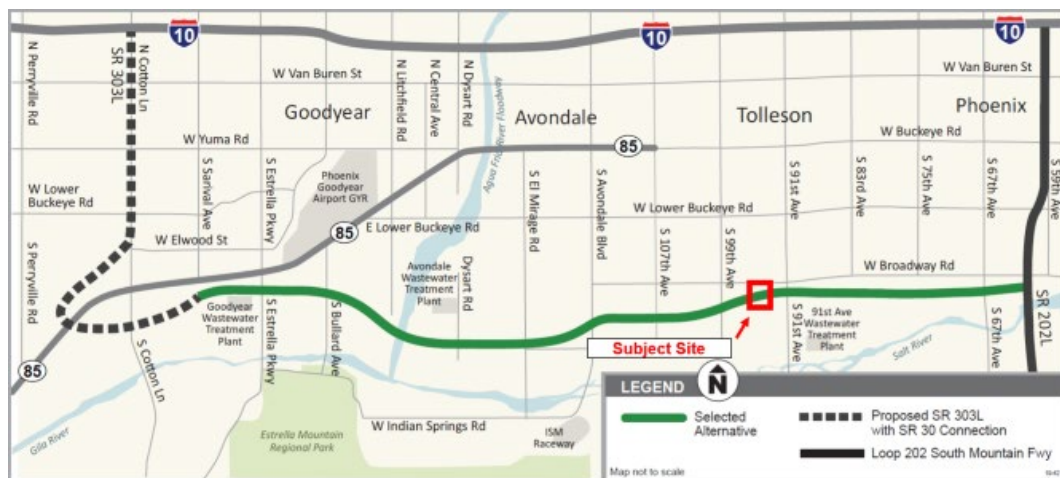 10
10
10
N Perryville Rd
SR 303L
N Cotton Ln
W Van Buren St
N Litchfield Rd
N Central Ave
N Dysart Rd
Agua Fria River Floodway
W Van Buren St
Goodyear
Avondale
Tolleson
Phoenix
W Yuma Rd
85
W Buckeye Rd
W Lower
Buckeye Rd
S Sarival Ave
S Estrella Pkwy
Phoenix
Goodyear
Airport GYR
S El Mirage Rd
S Avondale Blvd
W Lower Buckeye Rd
S 91st Ave
S 83rd Ave
S 75th Ave
S 67th Ave
S 59th Ave
W Elwood St
85
E Lower Buckeye Rd
S 107th Ave
S 99th Ave
S Perryville Rd
Avondale
Wastewater
Treatment
Plant
Dysart Rd
W Broadway Rd
Goodyear
Wastewater
Treatment
Plant
S Estrella Pkwy
S Bullard Ave
S 91st Ave
91st Ave
Wastewater
Treatment
Plant
S 67th Ave
SR 202L
Subject Site
Salt River
85
S Cotton Ln
Gila River
Estrella Mountain
Regional Park
W Indian Springs Rd
ISM
Raceway
LEGEND
N
Selected
Alternative
Proposed SR 303L
with SR 30 Connection
Loop 202 South Mountain Fwy
Map not to scale